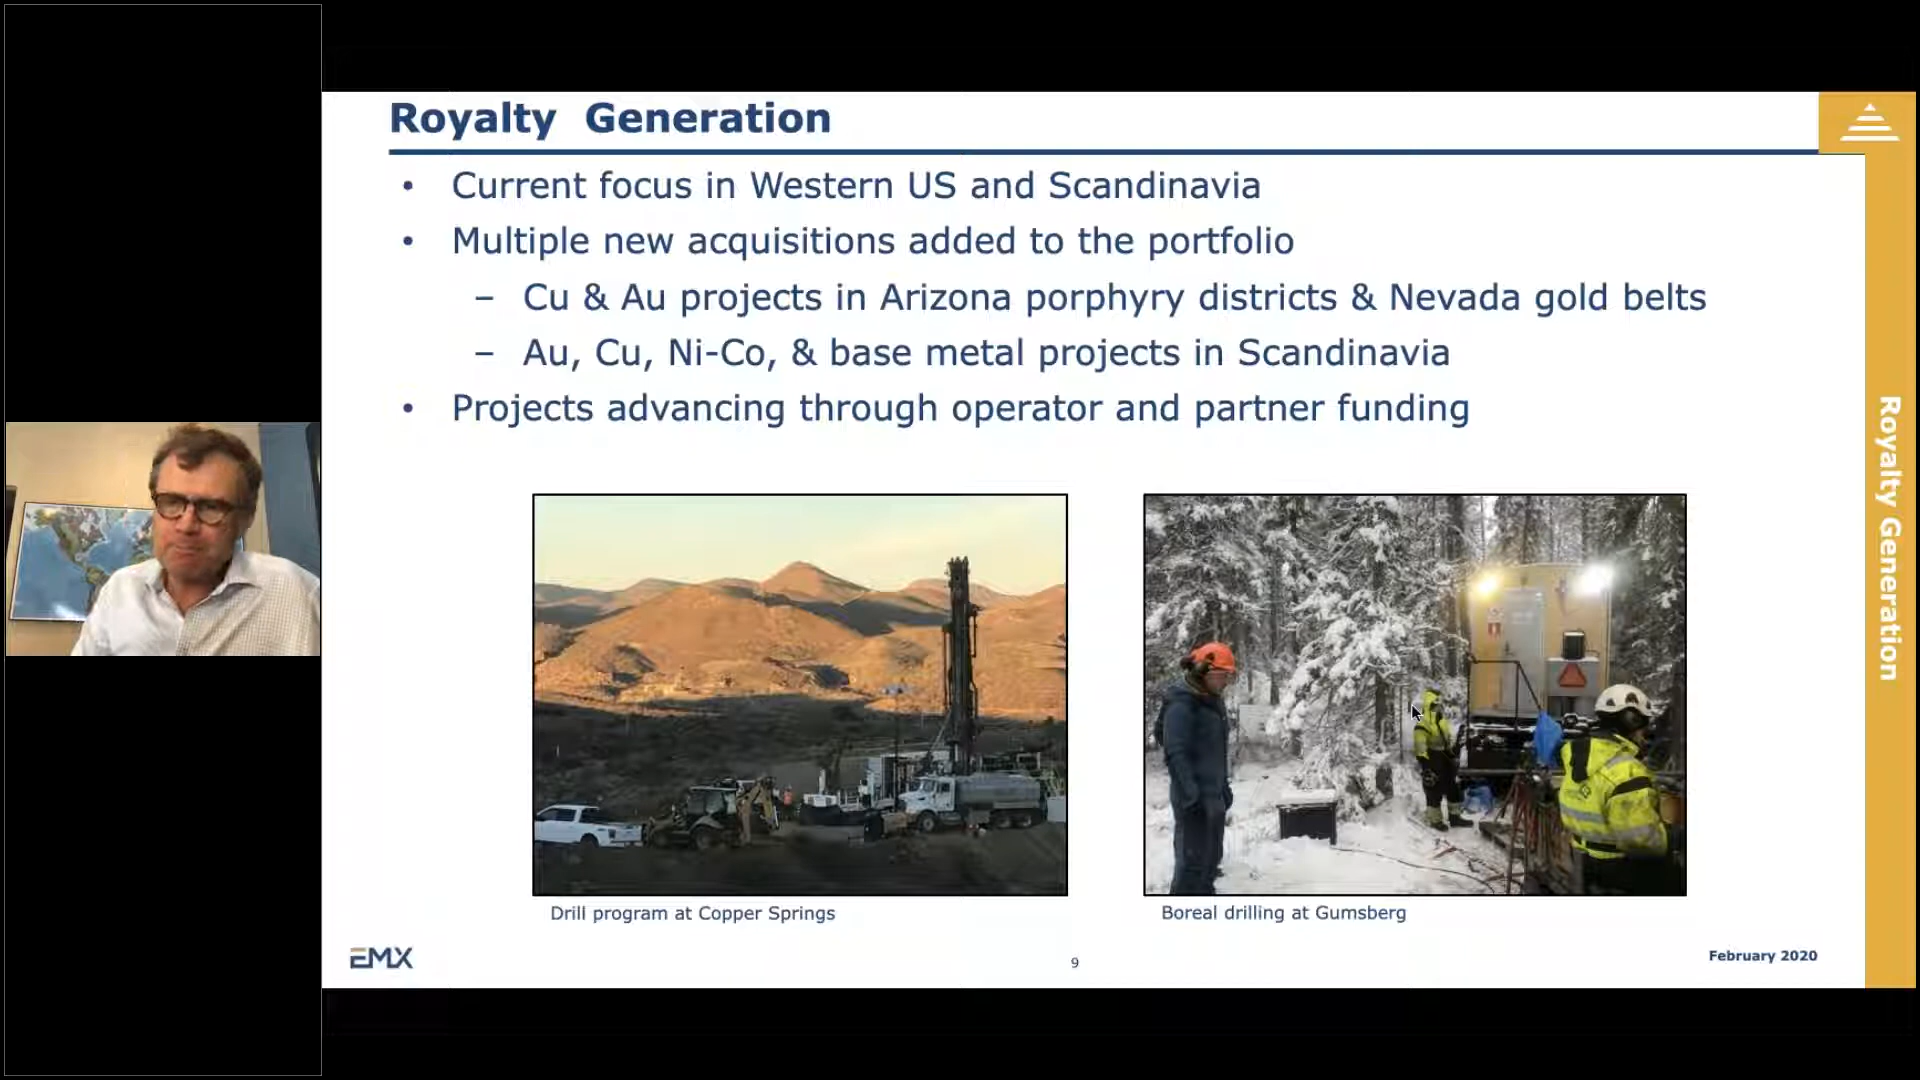 Royalty Generation
• Current focus in Western US and Scandinavia
• Multiple new acquisitions added to the portfolio
– Cu & Au projects in Arizona porphyry districts & Nevada gold belts
– Au, Cu, Ni-Co, & base metal projects in Scandinavia
• Projects advancing through operator and partner funding
Royalty Generation
Drill program at Copper Springs
Boreal drilling at Gumsberg
EMX
9
February 2020